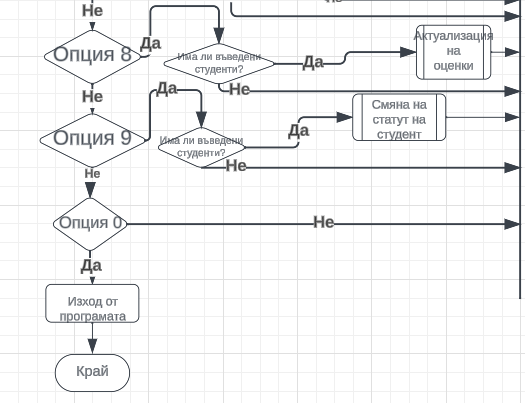 Не
Опция 8
Да
Има ли въведени
студенти?
Да
Актуализация
на
оценки
Не
Не
Да
Опция 9
Има ли въведени
студенти?
Да
Смяна на
статут на
студент
Не
Не
Опция 0
Не
Да
Изход от
програмата
Край